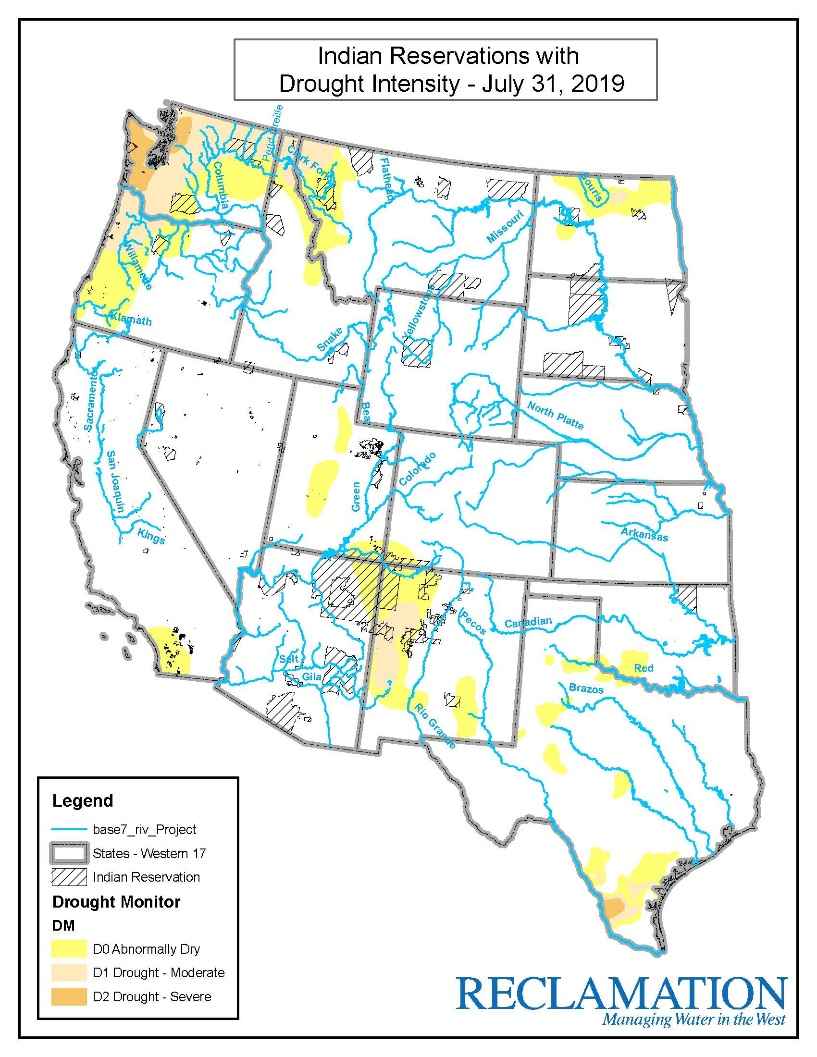 Indian Reservations with
Drought Intensity - July 31, 2019
Pend Oreille
Clark Fork
Columbia
Flathead
Souris
Missouri
Willamette
Yellowstone
Klamath
Snake
Sacramento
Bear
North Platte
Colorado
San Joaquin
Green
Kings
Arkansas
Pecos
Canadian
Salt
Gila
Red
Brazos
Rio Grande
Legend
base7_riv_Project
States - Western 17
Indian Reservation
Drought Monitor
DM
D0 Abnormally Dry
D1 Drought - Moderate
D2 Drought - Severe
RECLAMATION
Managing Water in the West